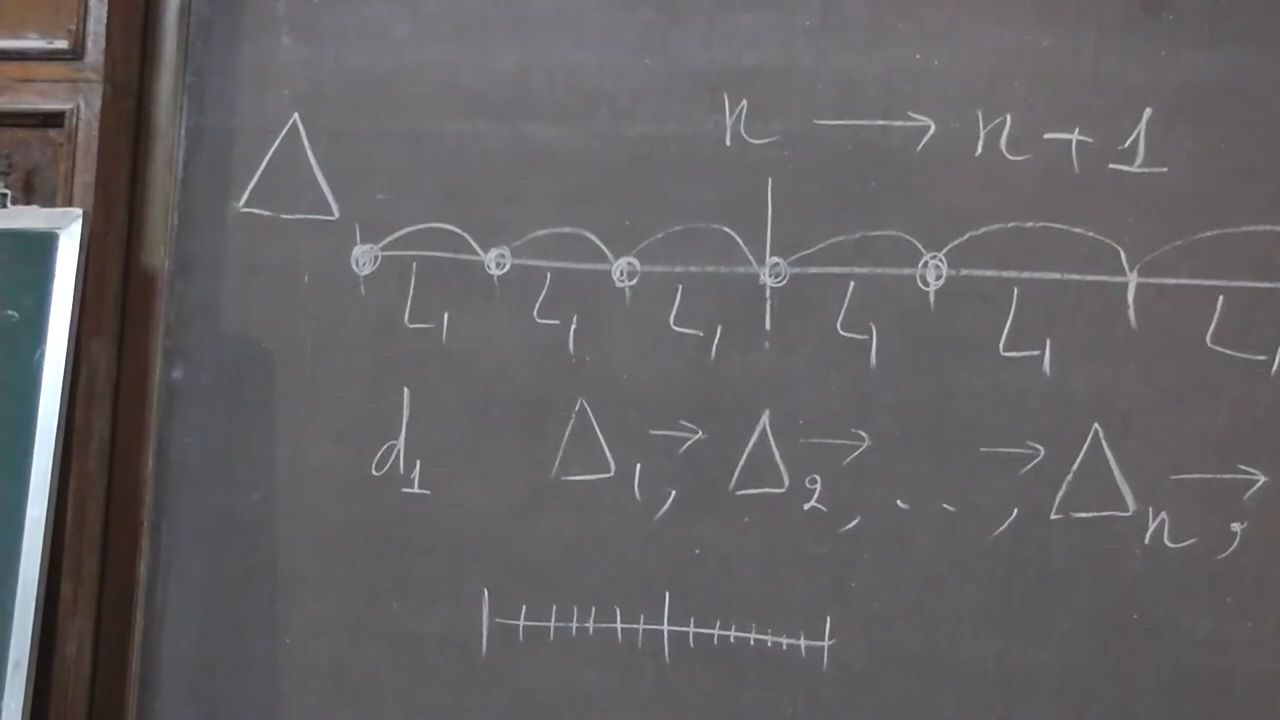 n → n + 1
Δ
L₁ L₁ L₁ L₁ L₁ L₁
d₁ Δ₁, → Δ₂, → . . . , → Δₙ, →